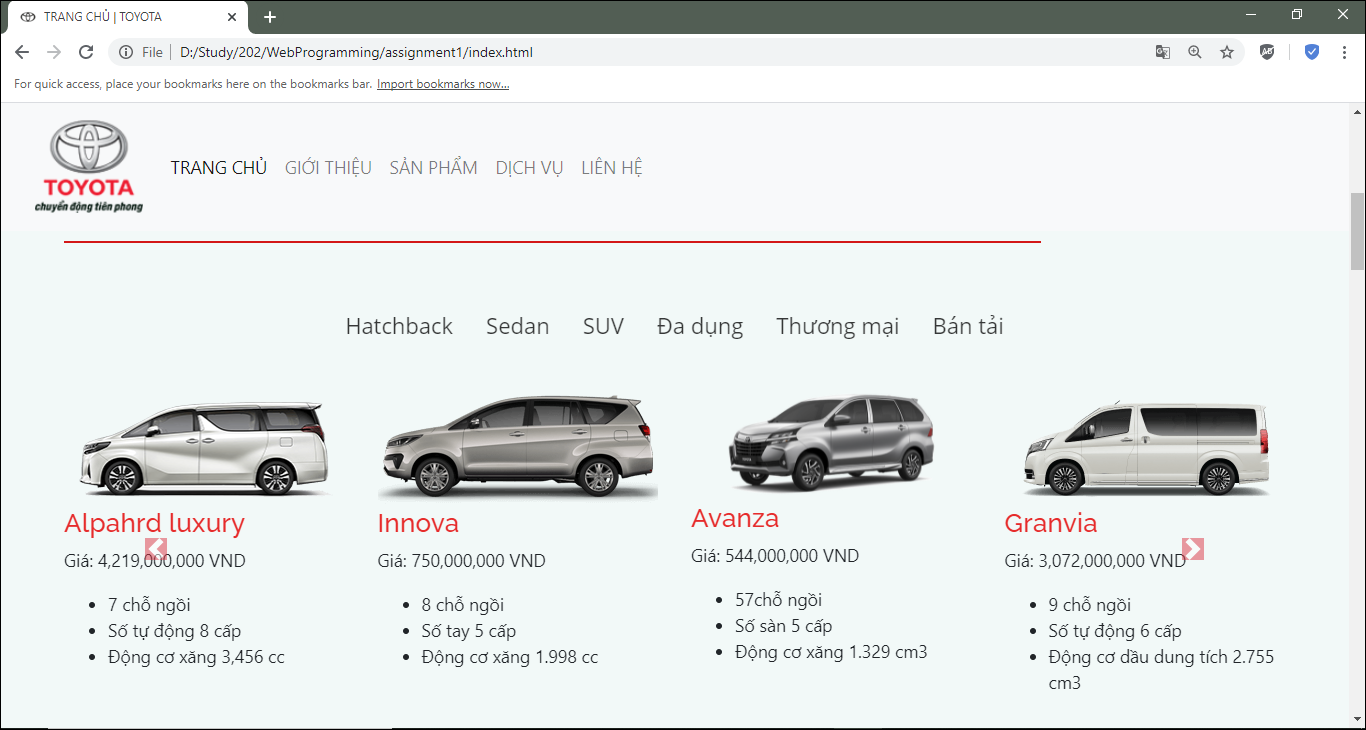 TRANG CHỦ | TOYOTA
File D:/Study/202/WebProgramming/assignment1/index.html
For quick access, place your bookmarks here on the bookmarks bar. Import bookmarks now...
TOYOTA
chuyển động tiên phong
TRANG CHỦ GIỚI THIỆU SẢN PHẨM DỊCH VỤ LIÊN HỆ
Hatchback Sedan SUV Đa dụng Thương mại Bán tải
Alpahrd luxury
Giá: 4,219,000,000 VND
7 chỗ ngồi
Số tự động 8 cấp
Động cơ xăng 3,456 cc
Innova
Giá: 750,000,000 VND
8 chỗ ngồi
Số tay 5 cấp
Động cơ xăng 1.998 cc
Avanza
Giá: 544,000,000 VND
57chỗ ngồi
Số sàn 5 cấp
Động cơ xăng 1.329 cm3
Granvia
Giá: 3,072,000,000 VND
9 chỗ ngồi
Số tự động 6 cấp
Động cơ dầu dung tích 2.755
cm3